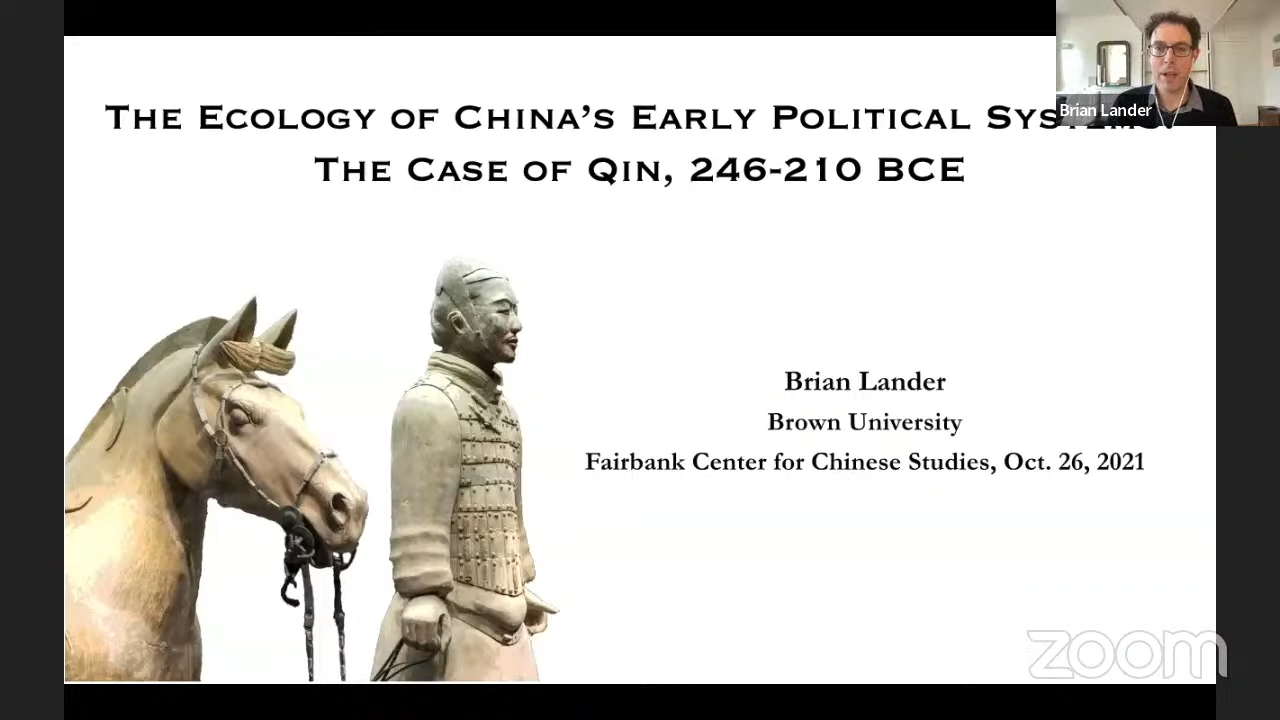 THE ECOLOGY OF CHINA'S EARLY POLITICAL
THE CASE OF QIN, 246-210 BCE
Brian Lander
Brian Lander
Brown University
Fairbank Center for Chinese Studies, Oct. 26, 2021
zoom